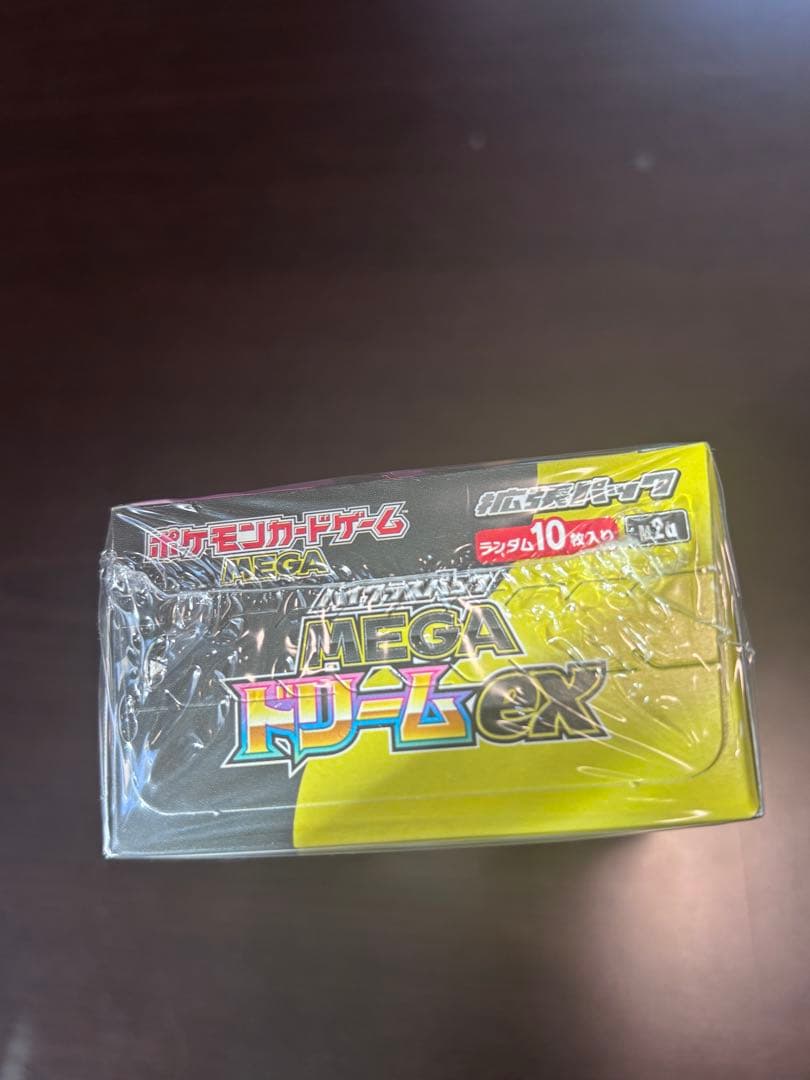 ポケモンカードゲーム
MEGA
拡張パック
ランダム10枚入り
M2a
ハイクラスパック
MEGA
ドリームex